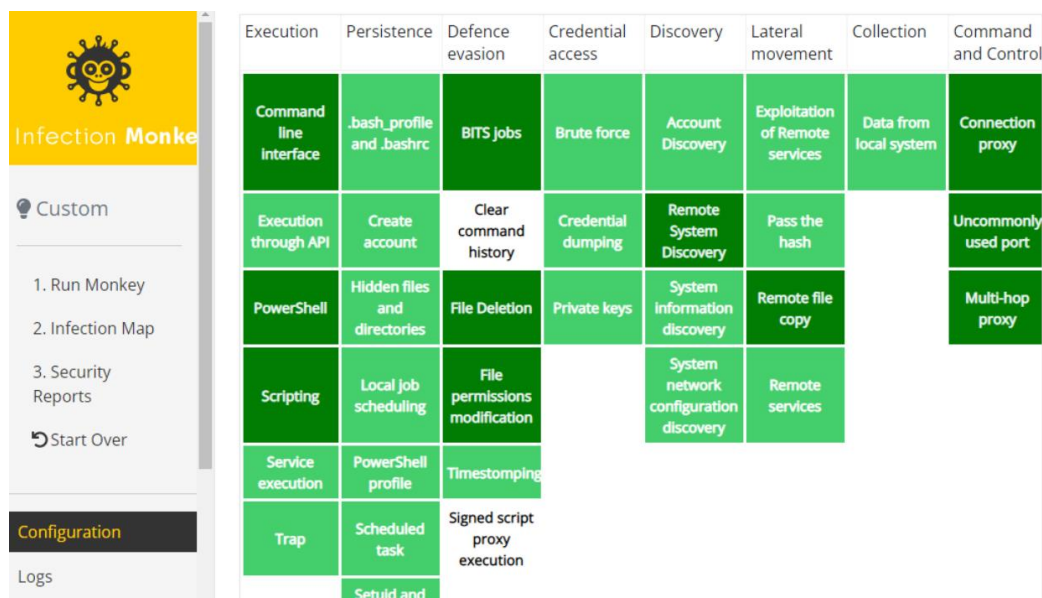 Infection Monke
Custom
1. Run Monkey
2. Infection Map
3. Security
Reports
Start Over
Configuration
Logs
Execution
Persistence
Defence
evasion
Credential
access
Discovery
Lateral
movement
Collection
Command
and Control
Command
line
interface
.bash_profile
and .bashrc
BITS jobs
Brute force
Account
Discovery
Exploitation
of Remote
services
Data from
local system
Connection
proxy
Execution
through API
Create
account
Clear
command
history
Credential
dumping
Remote
System
Discovery
Pass the
hash
Uncommonly
used port
PowerShell
Hidden files
and
directories
File Deletion
Private keys
System
information
discovery
Remote file
copy
Multi-hop
proxy
Scripting
Local job
scheduling
File
permissions
modification
System
network
configuration
discovery
Remote
services
Service
execution
PowerShell
profile
Timestomping
Trap
Scheduled
task
Signed script
proxy
execution
Setuid and